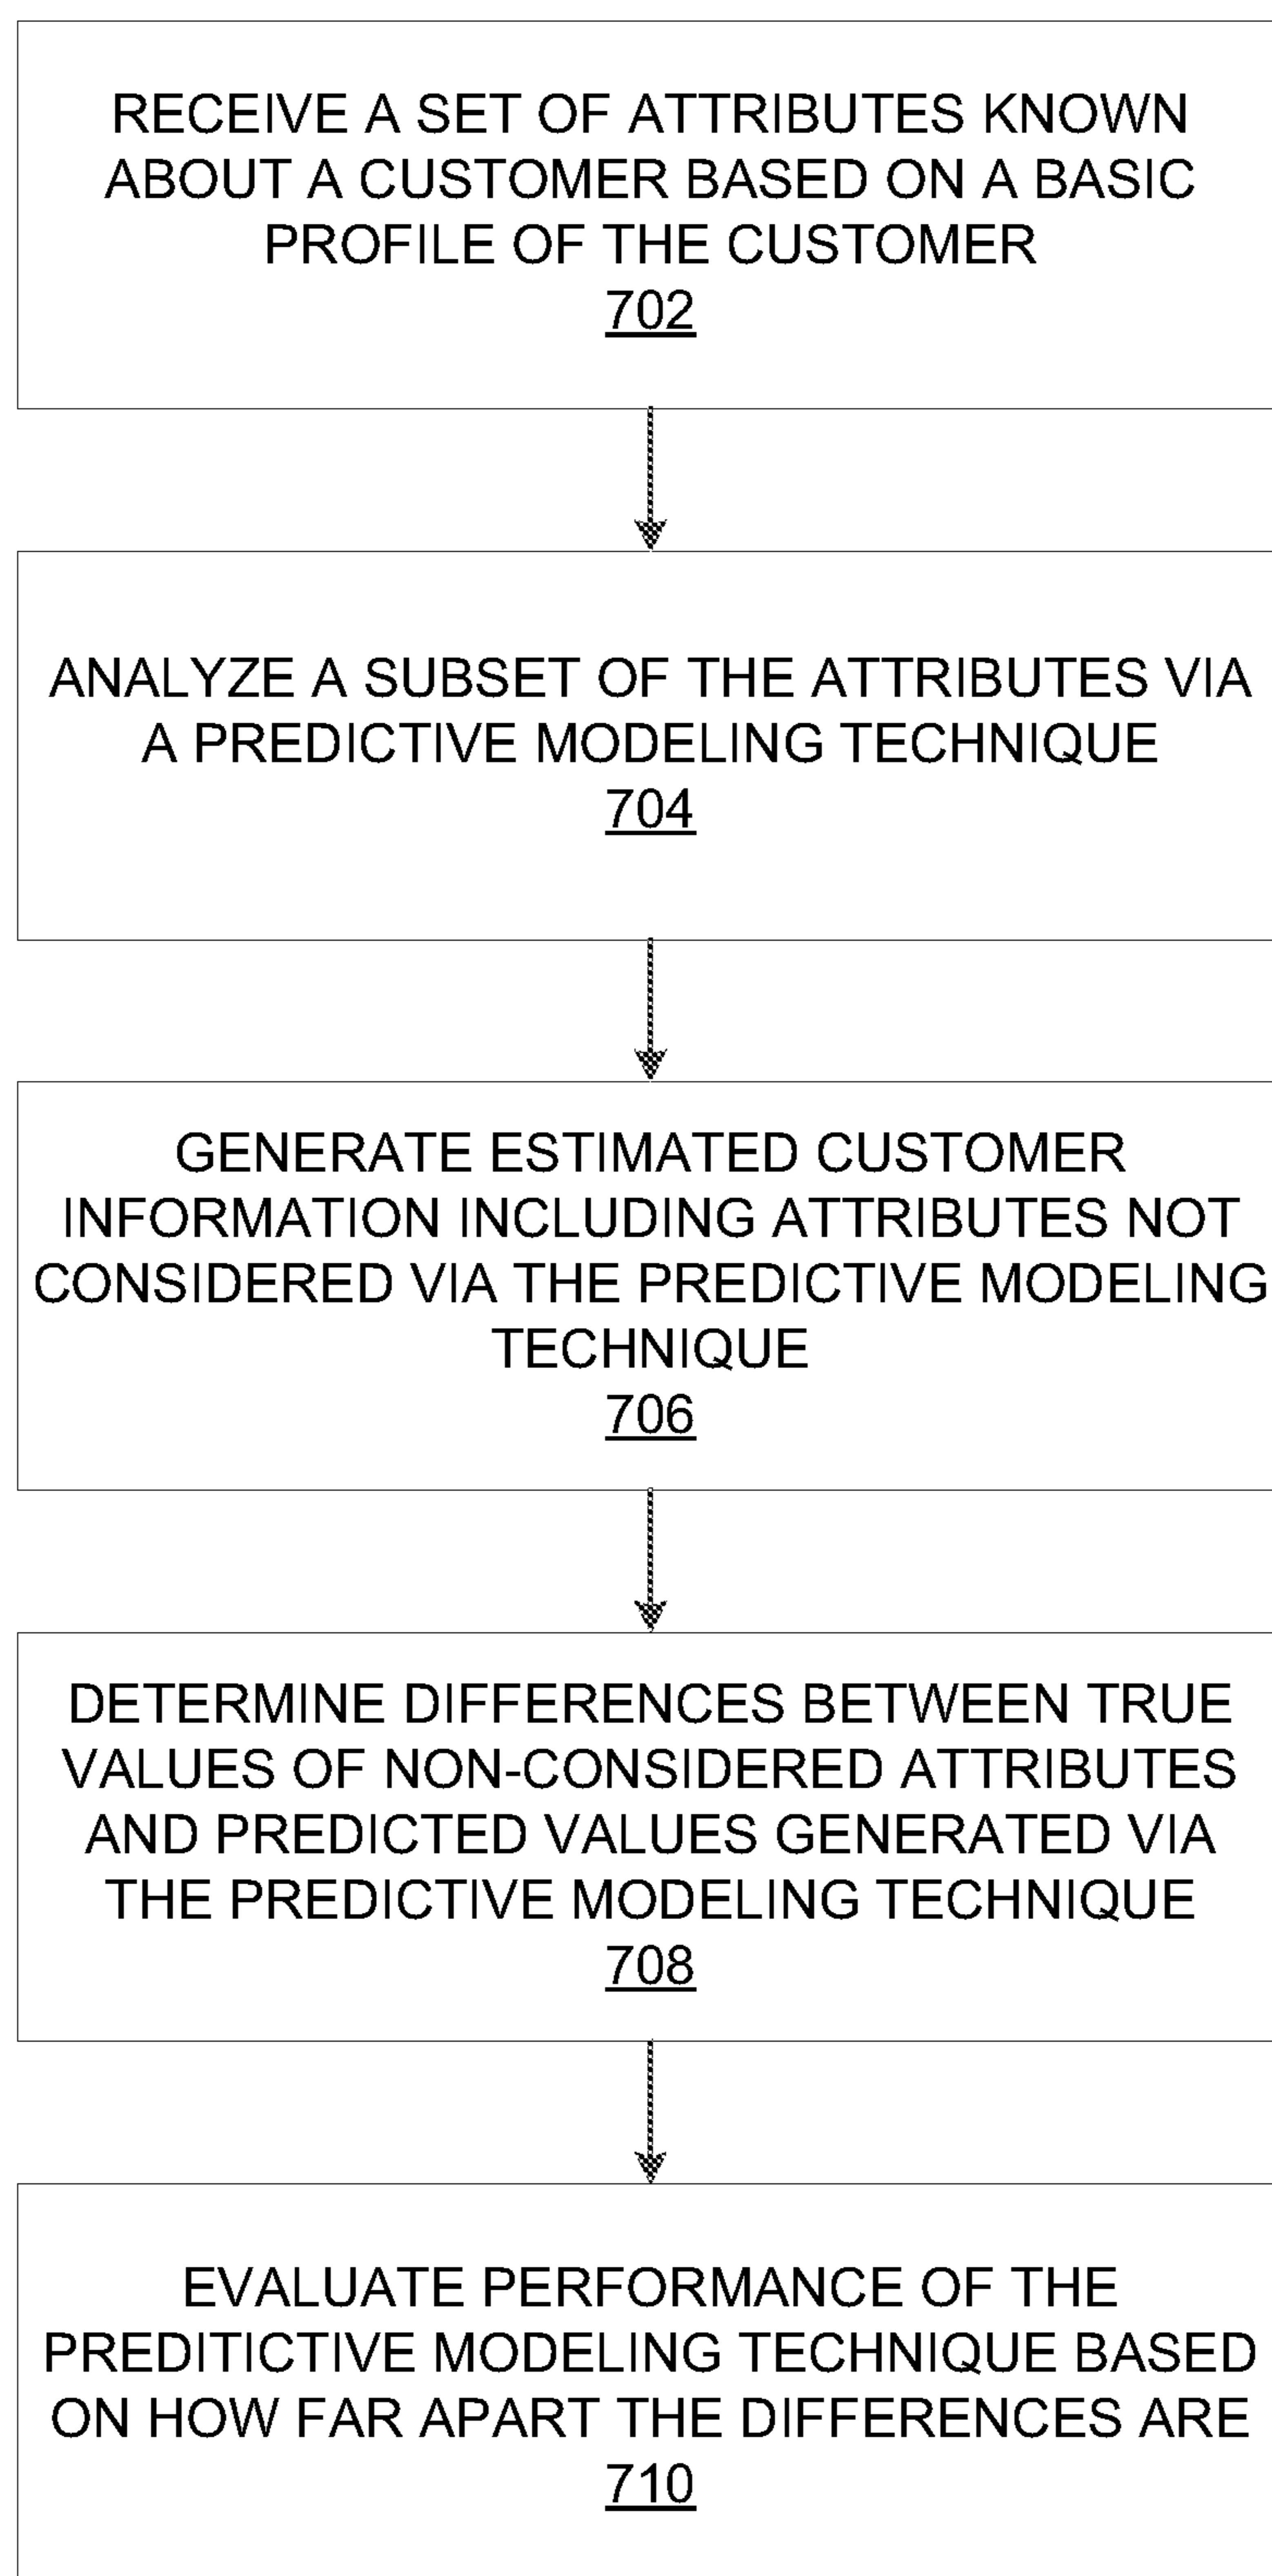 RECEIVE A SET OF ATTRIBUTES KNOWN
ABOUT A CUSTOMER BASED ON A BASIC
PROFILE OF THE CUSTOMER
702
ANALYZE A SUBSET OF THE ATTRIBUTES VIA
A PREDICTIVE MODELING TECHNIQUE
704
GENERATE ESTIMATED CUSTOMER
INFORMATION INCLUDING ATTRIBUTES NOT
CONSIDERED VIA THE PREDICTIVE MODELING
TECHNIQUE
706
DETERMINE DIFFERENCES BETWEEN TRUE
VALUES OF NON-CONSIDERED ATTRIBUTES
AND PREDICTED VALUES GENERATED VIA
THE PREDICTIVE MODELING TECHNIQUE
708
EVALUATE PERFORMANCE OF THE
PREDITICTIVE MODELING TECHNIQUE BASED
ON HOW FAR APART THE DIFFERENCES ARE
710